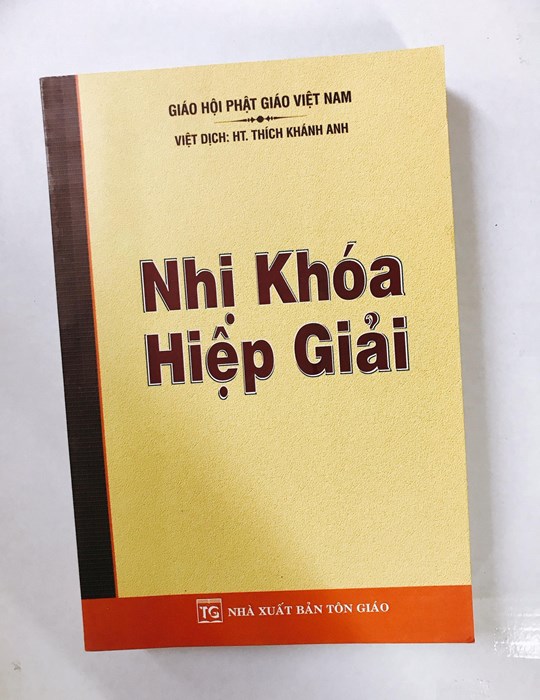 GIÁO HỘI PHẬT GIÁO VIỆT NAM
VIỆT DỊCH: HT. THÍCH KHÁNH ANH
Nhị Khóa
Hiệp Giải
TG NHÀ XUẤT BẢN TÔN GIÁO